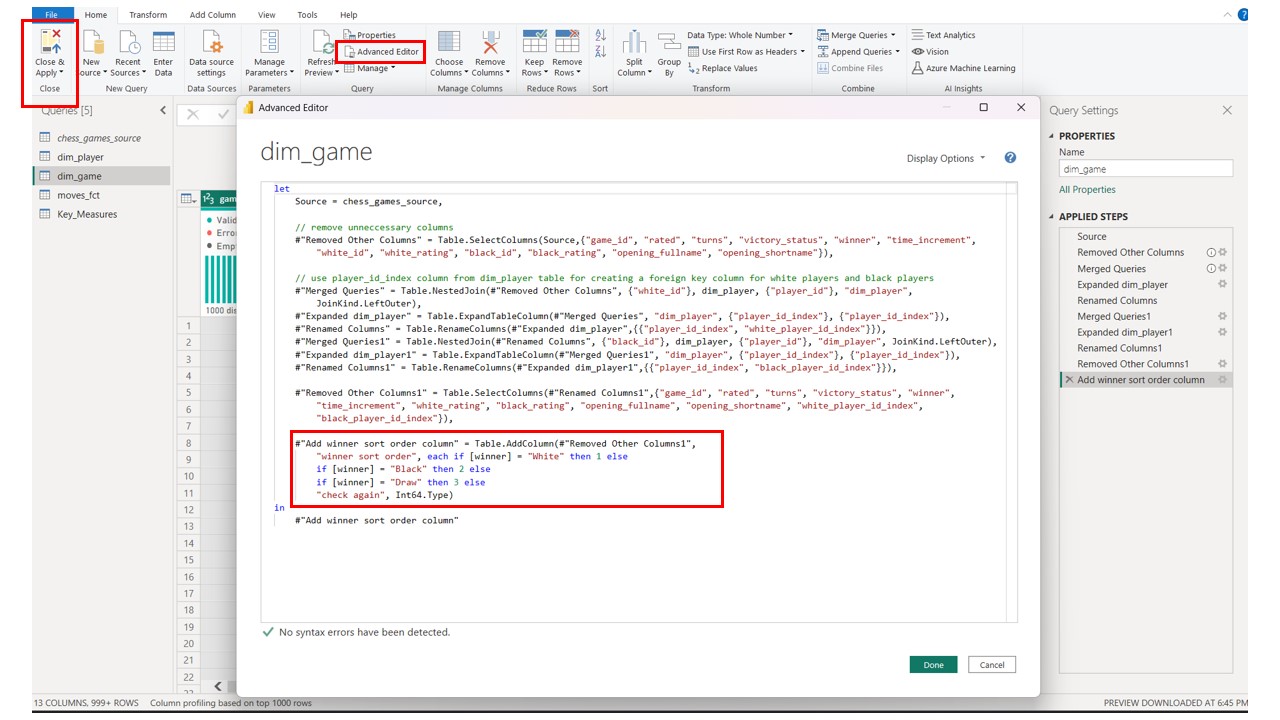 File Home Transform Add Column View Tools Help
Close & Apply
New Source
Recent Sources
Enter Data
Data source settings
Manage Parameters
Refresh Preview
Properties
Advanced Editor
Manage
Choose Columns
Remove Columns
Keep Rows
Remove Rows
Split Column
Group By
Data Type: Whole Number
Use First Row as Headers
Replace Values
Merge Queries
Append Queries
Combine Files
Text Analytics
Vision
Azure Machine Learning
Close New Query Data Sources Parameters Query Manage Columns Reduce Rows Sort Transform Combine AI Insights
Queries [5]
chess_games_source
dim_player
dim_game
moves_fct
Key_Measures
1²3 gam
Valid
Erro
Emp
1000 dis
1
2
3
4
5
6
7
8
9
10
11
12
13
14
15
16
17
18
19
20
21
22
Advanced Editor
dim_game
Display Options
let
Source = chess_games_source,
// remove unneccessary columns
#"Removed Other Columns" = Table.SelectColumns(Source,{"game_id", "rated", "turns", "victory_status", "winner", "time_increment",
"white_id", "white_rating", "black_id", "black_rating", "opening_fullname", "opening_shortname"}),
// use player_id_index column from dim_player table for creating a foreign key column for white players and black players
#"Merged Queries" = Table.NestedJoin(#"Removed Other Columns", {"white_id"}, dim_player, {"player_id"}, "dim_player",
JoinKind.LeftOuter),
#"Expanded dim_player" = Table.ExpandTableColumn(#"Merged Queries", "dim_player", {"player_id_index"}, {"player_id_index"}),
#"Renamed Columns" = Table.RenameColumns(#"Expanded dim_player",{{"player_id_index", "white_player_id_index"}}),
#"Merged Queries1" = Table.NestedJoin(#"Renamed Columns", {"black_id"}, dim_player, {"player_id"}, "dim_player", JoinKind.LeftOuter),
#"Expanded dim_player1" = Table.ExpandTableColumn(#"Merged Queries1", "dim_player", {"player_id_index"}, {"player_id_index"}),
#"Renamed Columns1" = Table.RenameColumns(#"Expanded dim_player1",{{"player_id_index", "black_player_id_index"}}),
#"Removed Other Columns1" = Table.SelectColumns(#"Renamed Columns1",{"game_id", "rated", "turns", "victory_status", "winner",
"time_increment", "white_rating", "black_rating", "opening_fullname", "opening_shortname", "white_player_id_index",
"black_player_id_index"}),
#"Add winner sort order column" = Table.AddColumn(#"Removed Other Columns1",
"winner sort order", each if [winner] = "White" then 1 else
if [winner] = "Black" then 2 else
if [winner] = "Draw" then 3 else
"check again", Int64.Type)
in
#"Add winner sort order column"
No syntax errors have been detected.
Done Cancel
Query Settings
PROPERTIES
Name
dim_game
All Properties
APPLIED STEPS
Source
Removed Other Columns
Merged Queries
Expanded dim_player
Renamed Columns
Merged Queries1
Expanded dim_player1
Renamed Columns1
Removed Other Columns1
Add winner sort order column
13 COLUMNS, 999+ ROWS Column profiling based on top 1000 rows
PREVIEW DOWNLOADED AT 6:45 PM